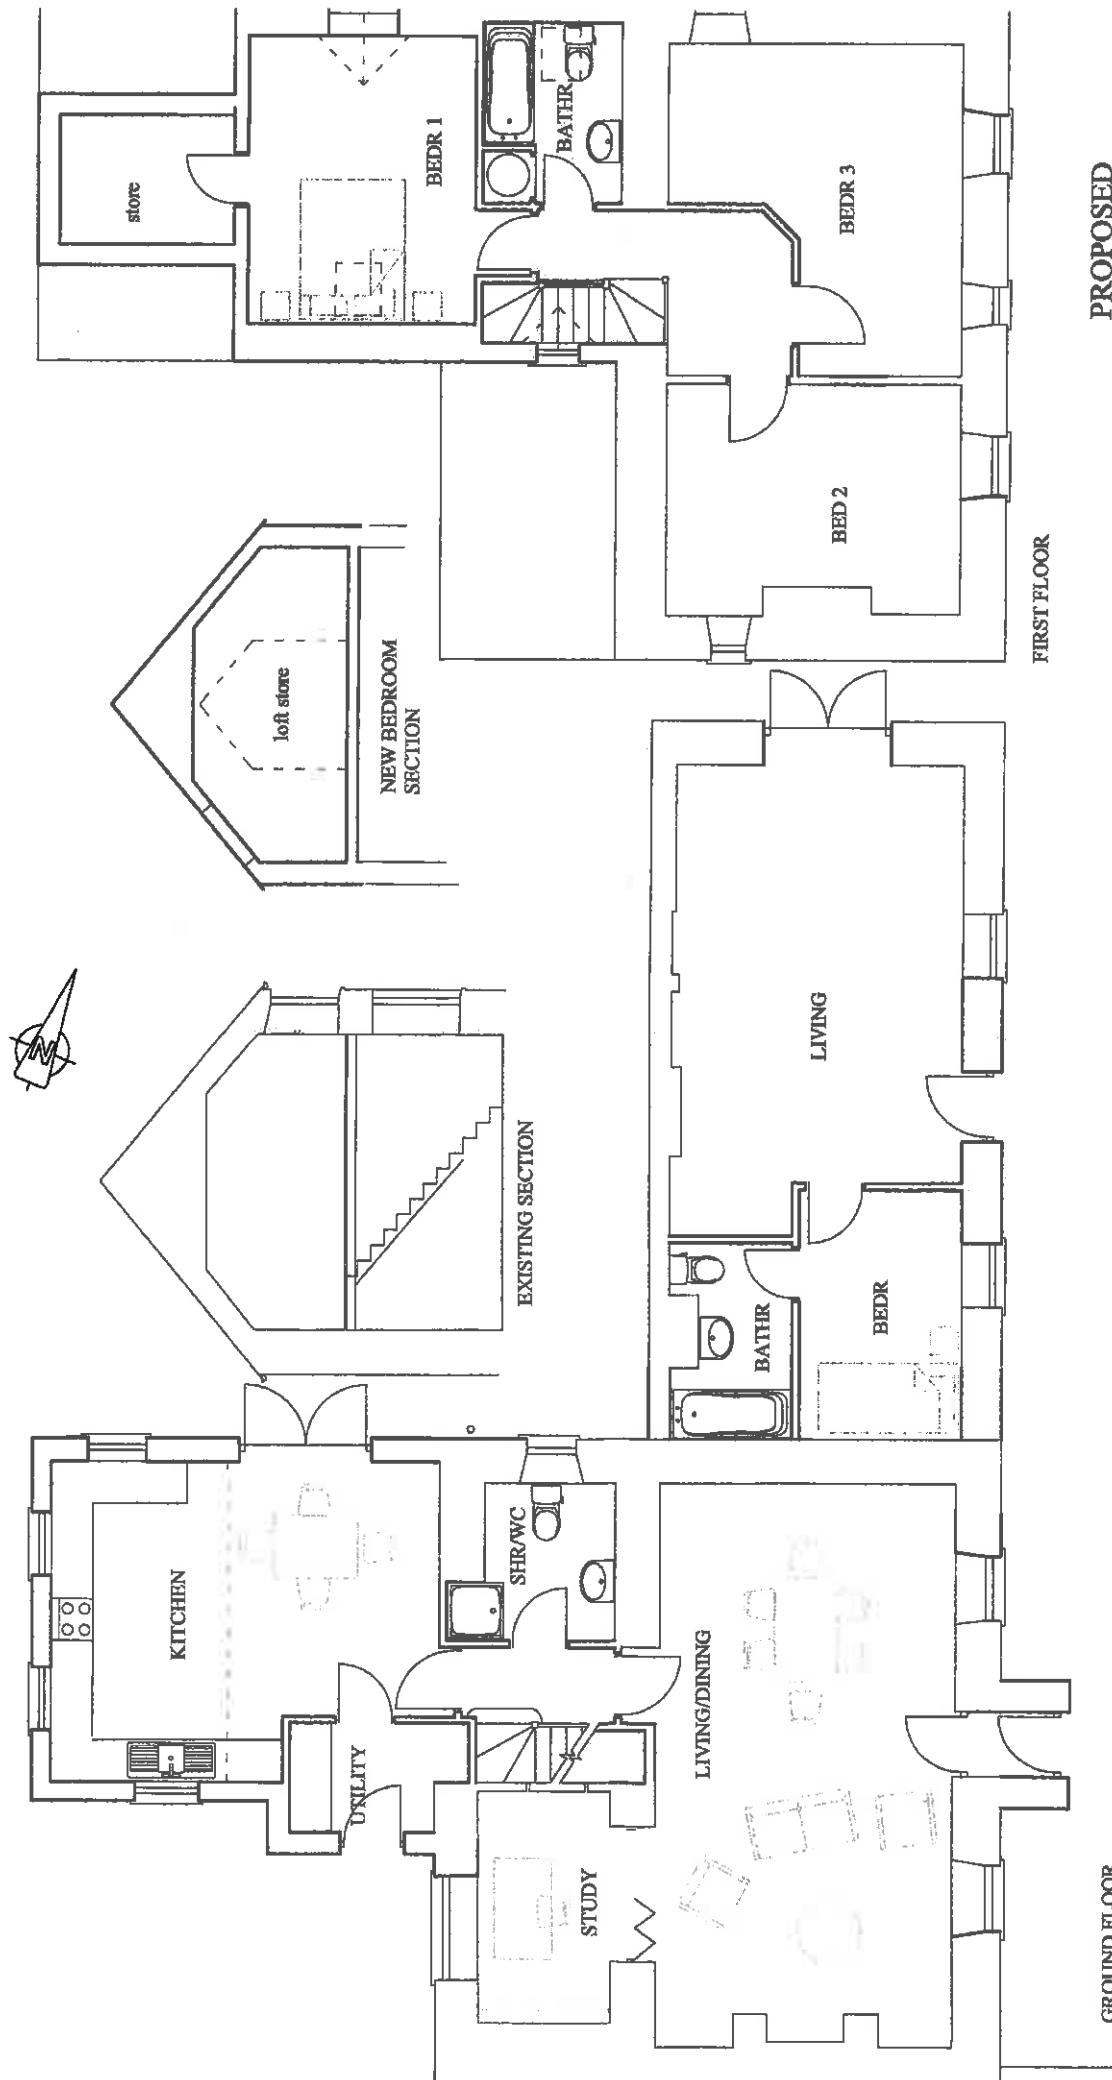 KITCHEN
UTILITY
SHR/WC
STUDY
LIVING/DINING
GROUND FLOOR
EXISTING SECTION
N
BATHR
BEDR
LIVING
loft store
NEW BEDROOM
SECTION
store
BEDR 1
BATHR
BED 2
BEDR 3
FIRST FLOOR
PROPOSED